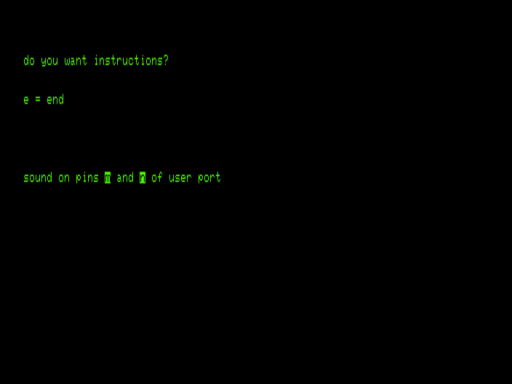 do you want instructions?
e = end
sound on pins m and n of user port